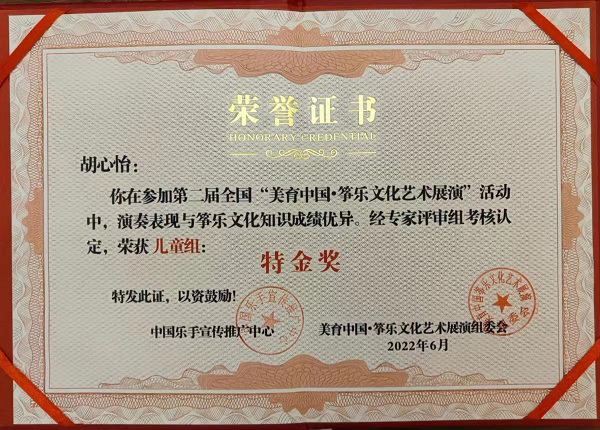 荣誉证书
HONORARY CREDENTIAL
胡心怡：
你在参加第二届全国“美育中国·筝乐文化艺术展演”活动
中，演奏表现与筝乐文化知识成绩优异。经专家评审组考核认
定，荣获 儿童组：
特金奖
特发此证，以资鼓励！
中国乐手宣传推广中心
美育中国·筝乐文化艺术展演组委会
2022年6月